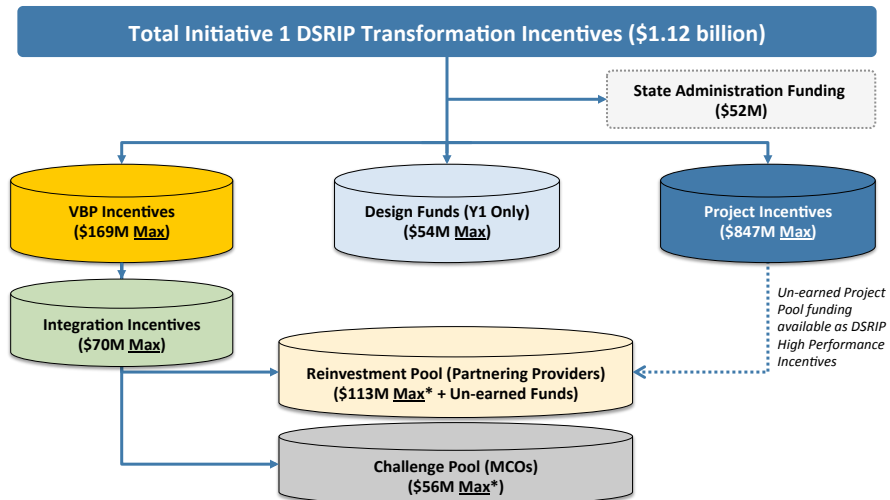 Total Initiative 1 DSRIP Transformation Incentives ($1.12 billion)
State Administration Funding
($52M)
VBP Incentives
($169M Max)
Design Funds (Y1 Only)
($54M Max)
Project Incentives
($847M Max)
Integration Incentives
($70M Max)
Un-earned Project
Pool funding
available as DSRIP
High Performance
Incentives
Reinvestment Pool (Partnering Providers)
($113M Max* + Un-earned Funds)
Challenge Pool (MCOs)
($56M Max*)